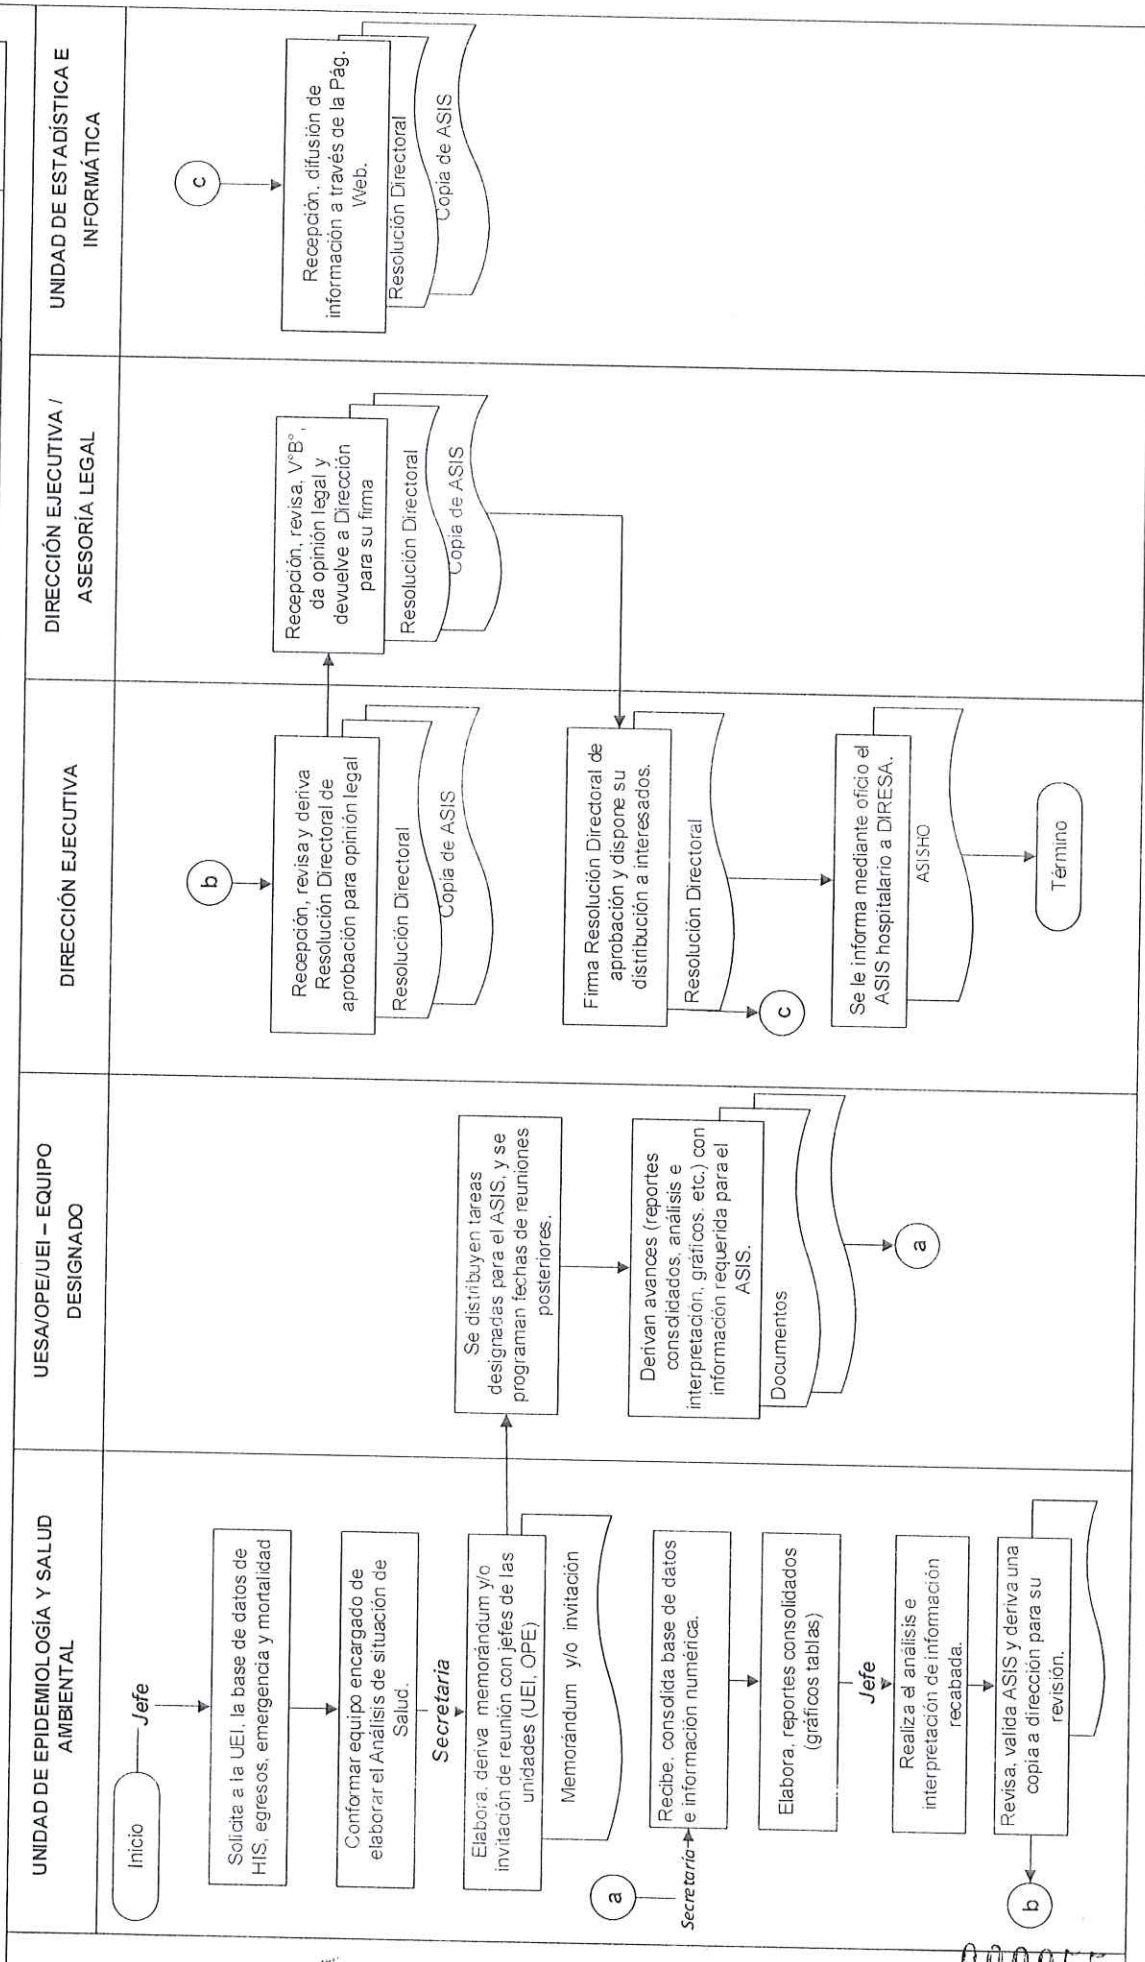 UNIDAD DE EPIDEMIOLOGÍA Y SALUD
AMBIENTAL
UESA/OPE/UEI – EQUIPO
DESIGNADO
DIRECCIÓN EJECUTIVA
DIRECCIÓN EJECUTIVA /
ASESORÍA LEGAL
UNIDAD DE ESTADÍSTICA E
INFORMÁTICA
Inicio
Jefe
Solicita a la UEI, la base de datos de
HIS, egresos, emergencia y mortalidad
Conformar equipo encargado de
elaborar el Análisis de situación de
Salud.
Secretaria
Elabora, deriva memorándum y/o
invitación de reunión con jefes de las
unidades (UEI, OPE)
Memorándum y/o invitación
a
Secretaria
Recibe, consolida base de datos
e información numérica.
Elabora, reportes consolidados
(gráficos tablas)
Jefe
Realiza el análisis e
interpretación de información
recabada.
Revisa, valida ASIS y deriva una
copia a dirección para su
revisión.
b
Se distribuyen tareas
designadas para el ASIS, y se
programan fechas de reuniones
posteriores.
Derivan avances (reportes
consolidados, análisis e
interpretación, gráficos, etc.) con
información requerida para el
ASIS.
Documentos
a
b
Recepción, revisa y deriva
Resolución Directoral de
aprobación para opinión legal
Resolución Directoral
Copia de ASIS
Firma Resolución Directoral de
aprobación y dispone su
distribución a interesados.
Resolución Directoral
c
Se le informa mediante oficio el
ASIS hospitalario a DIRESA.
ASISHO
Término
Recepción, revisa, V°B°,
da opinión legal y
devuelve a Dirección
para su firma
Resolución Directoral
Copia de ASIS
c
Recepción, difusión de
información a través de la Pág.
Web.
Resolución Directoral
Copia de ASIS